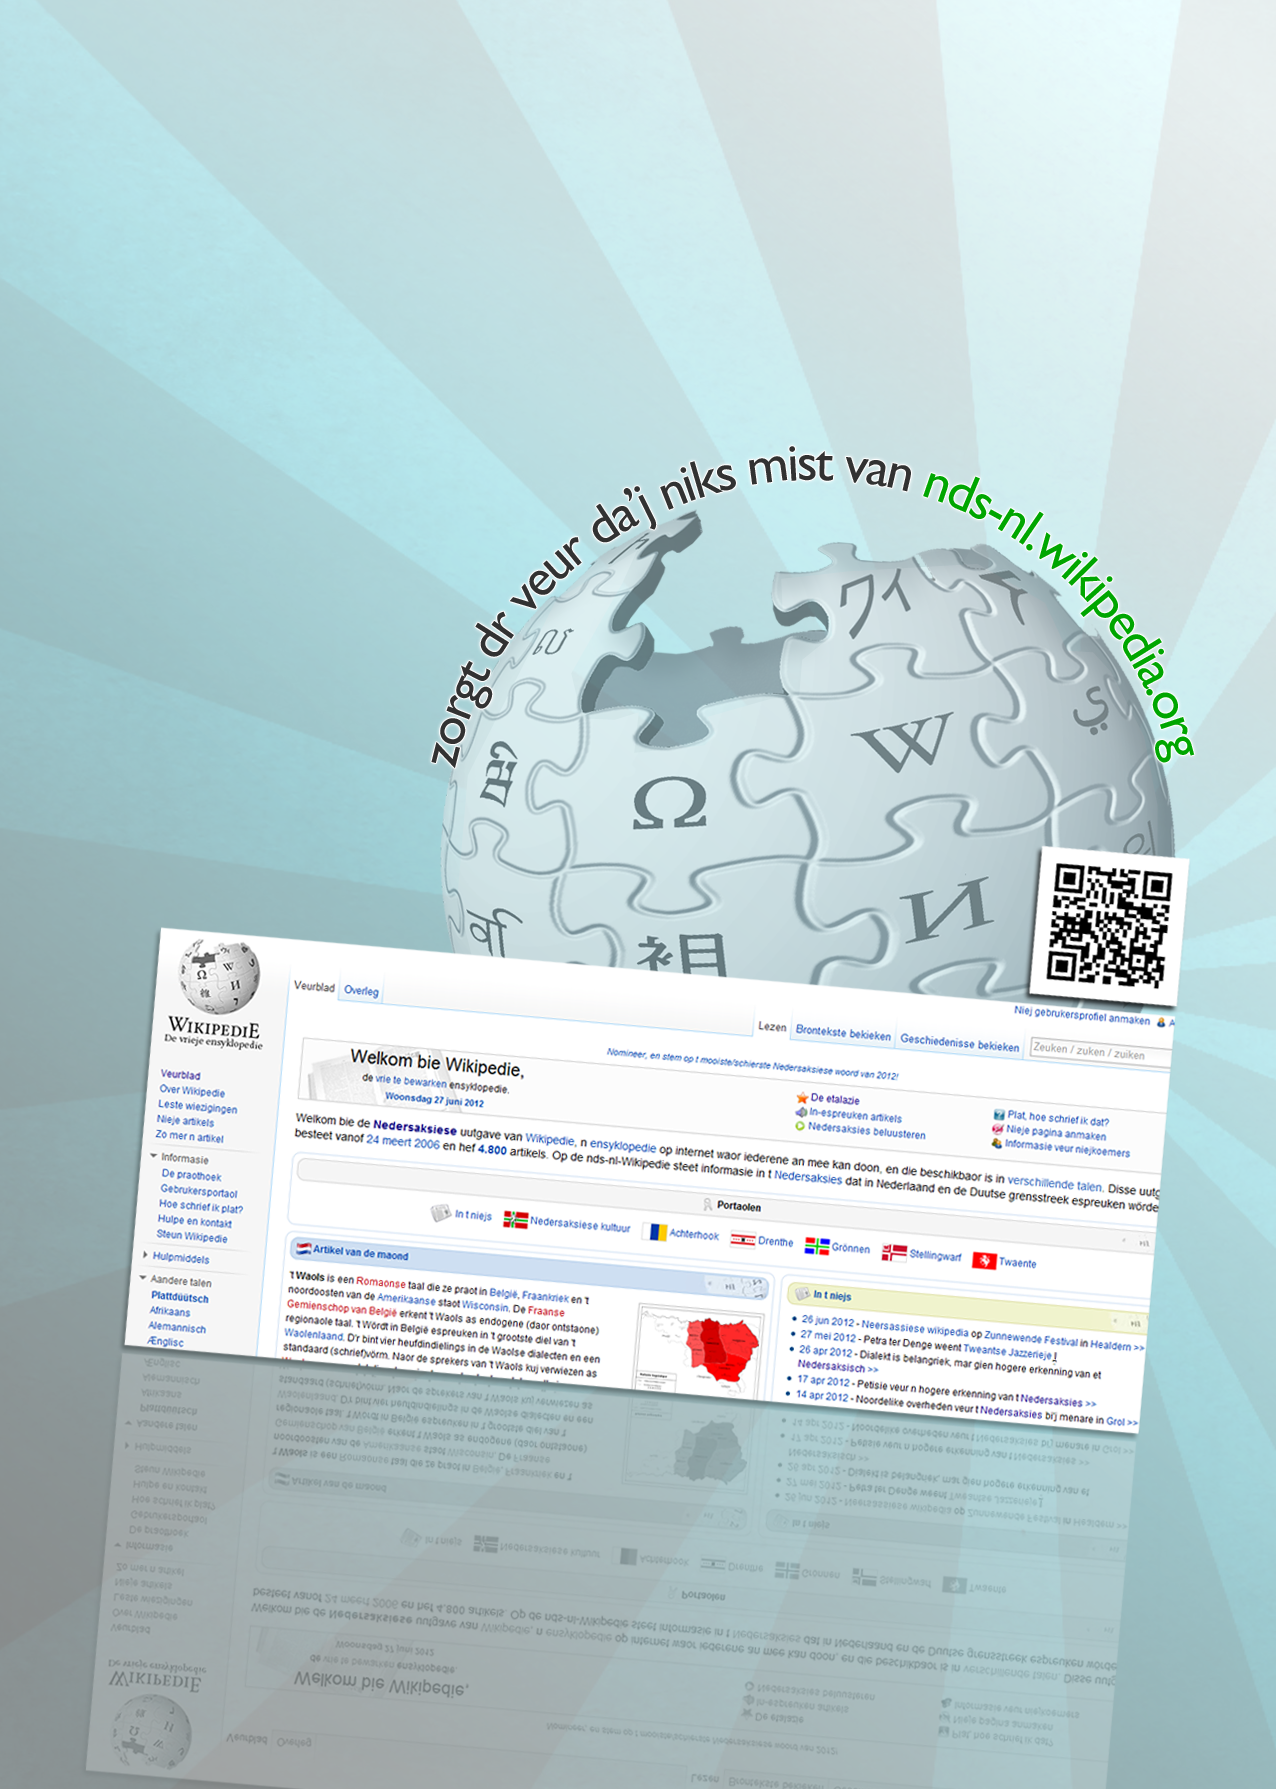 zorgt dr veur da'j niks mist van nds-nl.wikipedia.org
ワィ
Ω
W
И
र्वा
WIKIPEDIE
De vrieje ensyklopedie
Veurblad
Overleg
Niej gebrukersprofiel anmaken
Lezen
Brontekste bekieken
Geschiedenisse bekieken
Zeuken / zuken / zuiken
Nomineer, en stem op t mooiste/schierste Nedersaksiese woord van 2012!
Welkom bie Wikipedie,
de vrie te bewarken ensyklopedie.
Woonsdag 27 juni 2012
De etalazie
In-espreuken artikels
Nedersaksies beluusteren
Plat, hoe schrief ik dat?
Nieje pagina anmaken
Informasie veur niejkoemers
Welkom bie de Nedersaksiese uutgave van Wikipedie, n ensyklopedie op internet waor iederene an mee kan doon, en die beschikbaor is in verschillende talen. Disse uutg
besteet vanof 24 meert 2006 en hef 4.800 artikels. Op de nds-nl-Wikipedie steet informasie in t Nedersaksies dat in Nederlaand en de Duutse grensstreek espreuken wörde
Portaolen
In t niejs
Nedersaksiese kultuur
Achterhook
Drenthe
Grönnen
Stellingwarf
Twaente
Veurblad
Over Wikipedie
Leste wiezigingen
Nieje artikels
Zo mer n artikel
Informasie
De praothoek
Gebrukersportaol
Hoe schrief ik plat?
Hulpe en kontakt
Steun Wikipedie
Hulpmiddels
Aandere talen
Plattdüütsch
Afrikaans
Alemannisch
Ænglisc
Artikel van de maond
't Waols is een Romaonse taal die ze praot in België, Fraankriek en 't
noordoosten van de Amerikaanse staot Wisconsin. De Fraanse
Gemienschop van België erkent 't Waols as endogene (daor ontstaone)
regionaole taal. 't Wördt in België espreuken in 't grootste diel van 't
Waolenlaand. D'r bint vier heufdindielings in de Waolse dialecten en een
standaard (schrief)vörm. Naor de sprekers van 't Waols kuj verwiezen as
In t niejs
26 jun 2012 - Neersassiese wikipedia op Zunnewende Festival in Healdern >>
27 mei 2012 - Petra ter Denge weent Tweantse Jazzerieje!
26 apr 2012 - Dialekt is belangriek, mar gien hogere erkenning van et
Nedersaksisch >>
17 apr 2012 - Petisie veur n hogere erkenning van t Nedersaksies >>
14 apr 2012 - Noordelike overheden veur t Nedersaksies bi'j menare in Grol >>